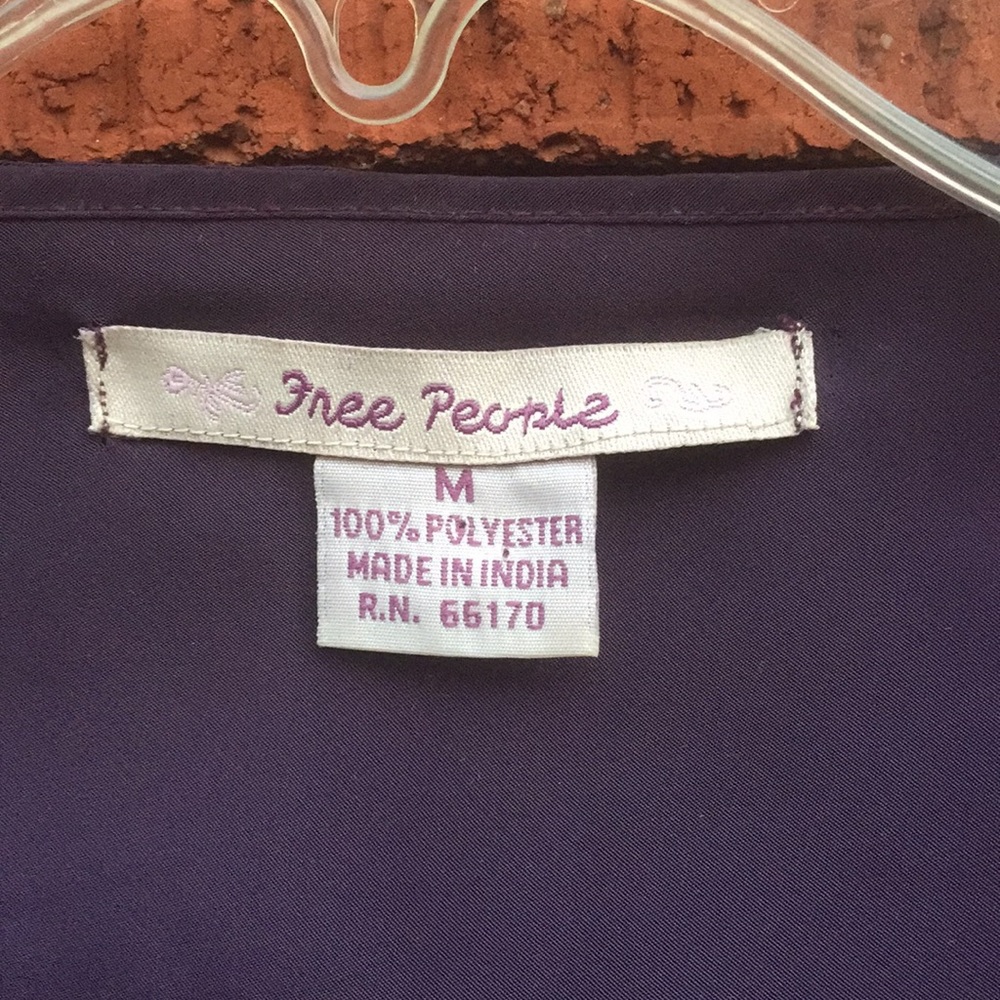 Free People
M
100% POLYESTER
MADE IN INDIA
R.N. 66170